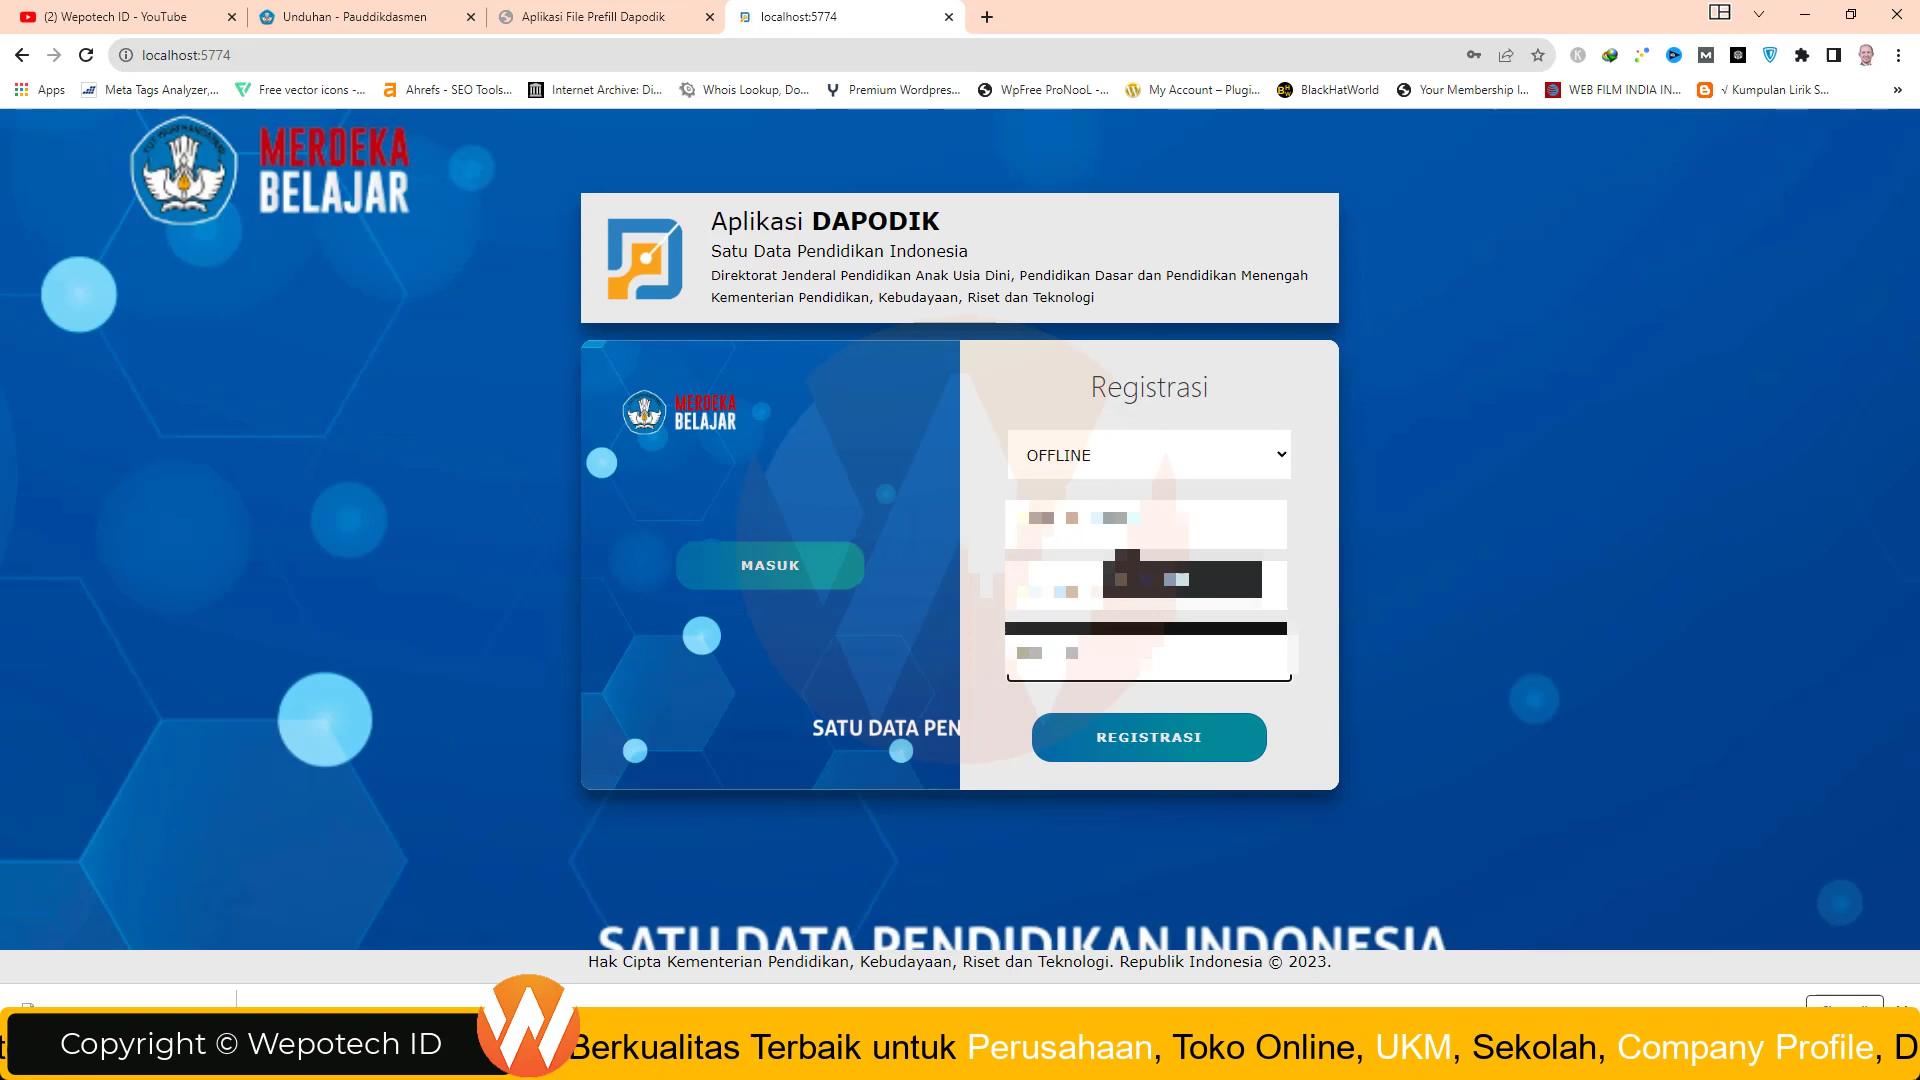 (2) Wepotech ID - YouTube
Unduhan - Pauddikdasmen
Aplikasi File Prefill Dapodik
localhost:5774
localhost:5774
Apps
Meta Tags Analyzer,...
Free vector icons -...
Ahrefs - SEO Tools...
Internet Archive: Di...
Whois Lookup, Do...
Premium Wordpres...
WpFree ProNooL -...
My Account – Plugi...
BlackHatWorld
Your Membership I...
WEB FILM INDIA IN...
√ Kumpulan Lirik S...
MERDEKA
BELAJAR
Aplikasi DAPODIK
Satu Data Pendidikan Indonesia
Direktorat Jenderal Pendidikan Anak Usia Dini, Pendidikan Dasar dan Pendidikan Menengah
Kementerian Pendidikan, Kebudayaan, Riset dan Teknologi
MERDEKA
BELAJAR
MASUK
SATU DATA PEN
Registrasi
OFFLINE
REGISTRASI
SATU DATA PENDIDIKAN INDONESIA
Hak Cipta Kementerian Pendidikan, Kebudayaan, Riset dan Teknologi. Republik Indonesia © 2023.
Copyright © Wepotech ID
Berkualitas Terbaik untuk Perusahaan, Toko Online, UKM, Sekolah, Company Profile, D